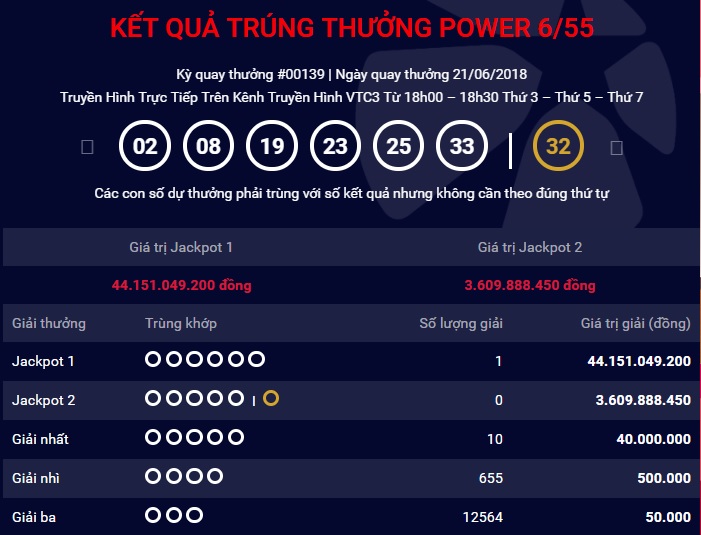 KẾT QUẢ TRÚNG THƯỞNG POWER 6/55
Kỳ quay thưởng #00139 | Ngày quay thưởng 21/06/2018
Truyền Hình Trực Tiếp Trên Kênh Truyền Hình VTC3 Từ 18h00 – 18h30 Thứ 3 – Thứ 5 – Thứ 7
02 08 19 23 25 33 | 32
Các con số dự thưởng phải trùng với số kết quả nhưng không cần theo đúng thứ tự
Giá trị Jackpot 1 Giá trị Jackpot 2
44.151.049.200 đồng 3.609.888.450 đồng
Giải thưởng Trùng khớp Số lượng giải Giá trị giải (đồng)
Jackpot 1 1 44.151.049.200
Jackpot 2 | 0 3.609.888.450
Giải nhất 10 40.000.000
Giải nhì 655 500.000
Giải ba 12564 50.000